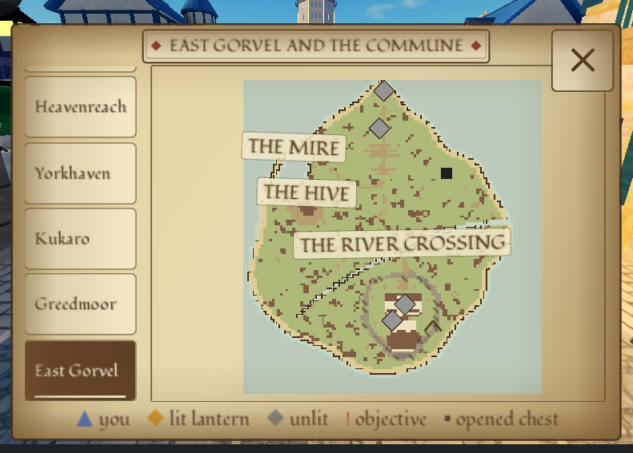 EAST GORVEL AND THE COMMUNE
Heavenreach
Yorkhaven
Kukaro
Greedmoor
East Gorvel
THE MIRE
THE HIVE
THE RIVER CROSSING
you lit lantern unlit ! objective opened chest